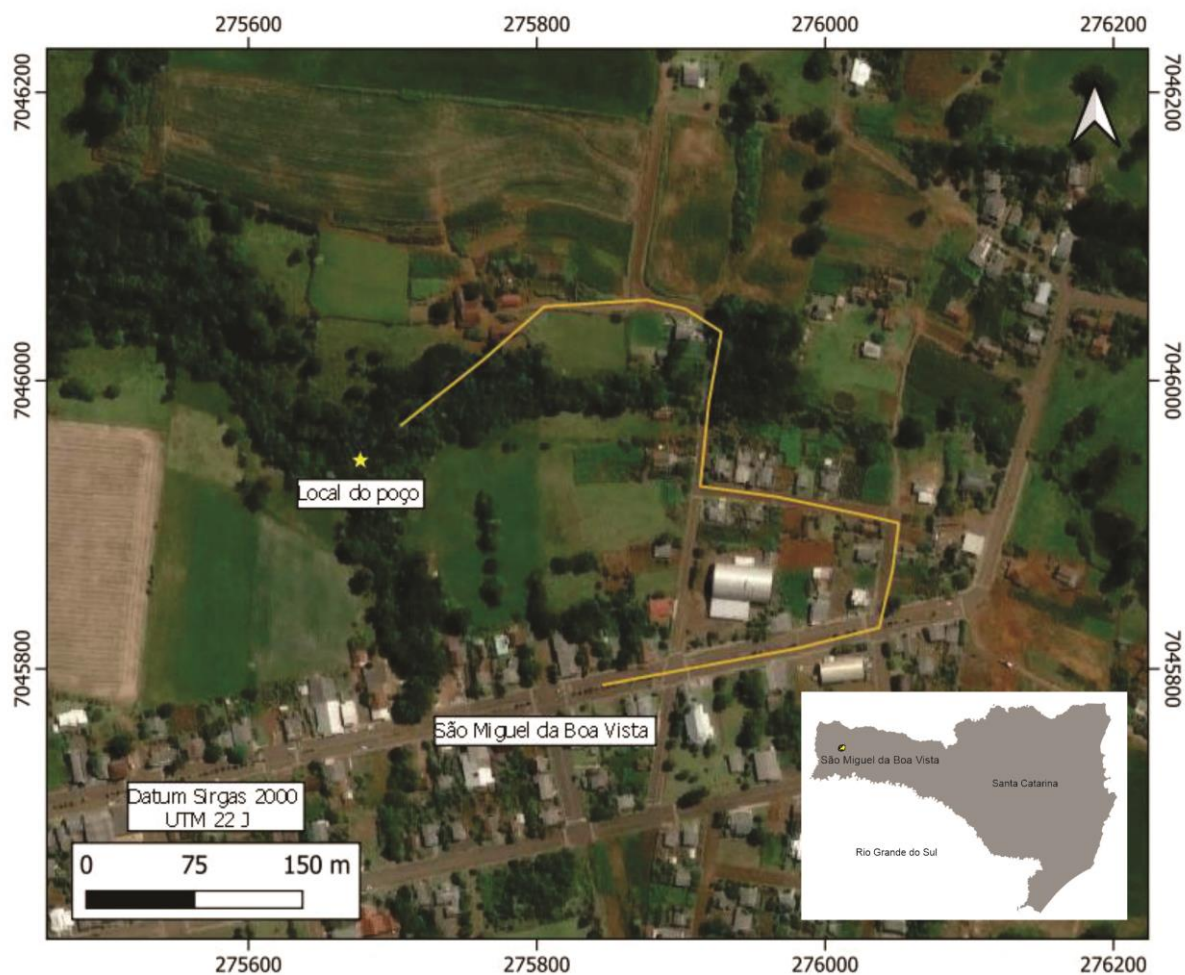 275600 275800 276000 276200
7046200 7046200
7046000 7046000
Local do poço
7045800 7045800
São Miguel da Boa Vista
São Miguel da Boa Vista
Santa Catarina
Datum Sirgas 2000
UTM 22 J
Rio Grande do Sul
0 75 150 m
275600 275800 276000 276200